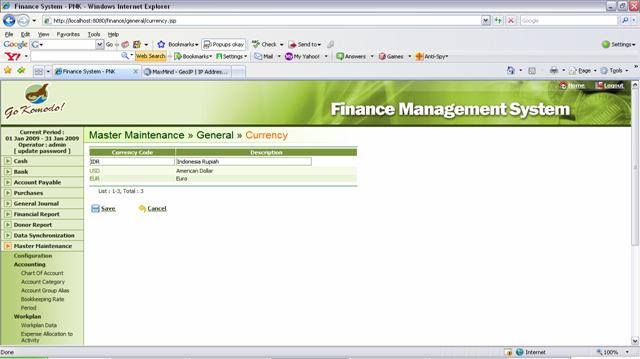 Finance System - PNK - Windows Internet Explorer
http://localhost:8080/finance/general/currency.jsp
Google
File Edit View Favorites Tools Help
Google Go Bookmarks Popups okay Check Send to Settings
Y! Web Search Bookmarks Settings Mail My Yahoo! Answers Games Anti-Spy
Finance System - PNK MaxMind - GeoIP | IP Addres... Page Tools
Home Logout
Go Komodo!
Finance Management System
Current Period :
01 Jan 2009 - 31 Jan 2009
Operator : admin
[ update password ]
Master Maintenance » General » Currency
Currency Code Description
IDR Indonesia Rupiah
USD American Dollar
EUR Euro
List : 1-3, Total : 3
Save Cancel
Cash
Bank
Account Payable
Purchases
General Journal
Financial Report
Donor Report
Data Synchronization
Master Maintenance
Configuration
Accounting
Chart Of Account
Account Category
Account Group Alias
Bookkeeping Rate
Period
Workplan
Workplan Data
Expense Allocation to
Activity
Done Internet 100%